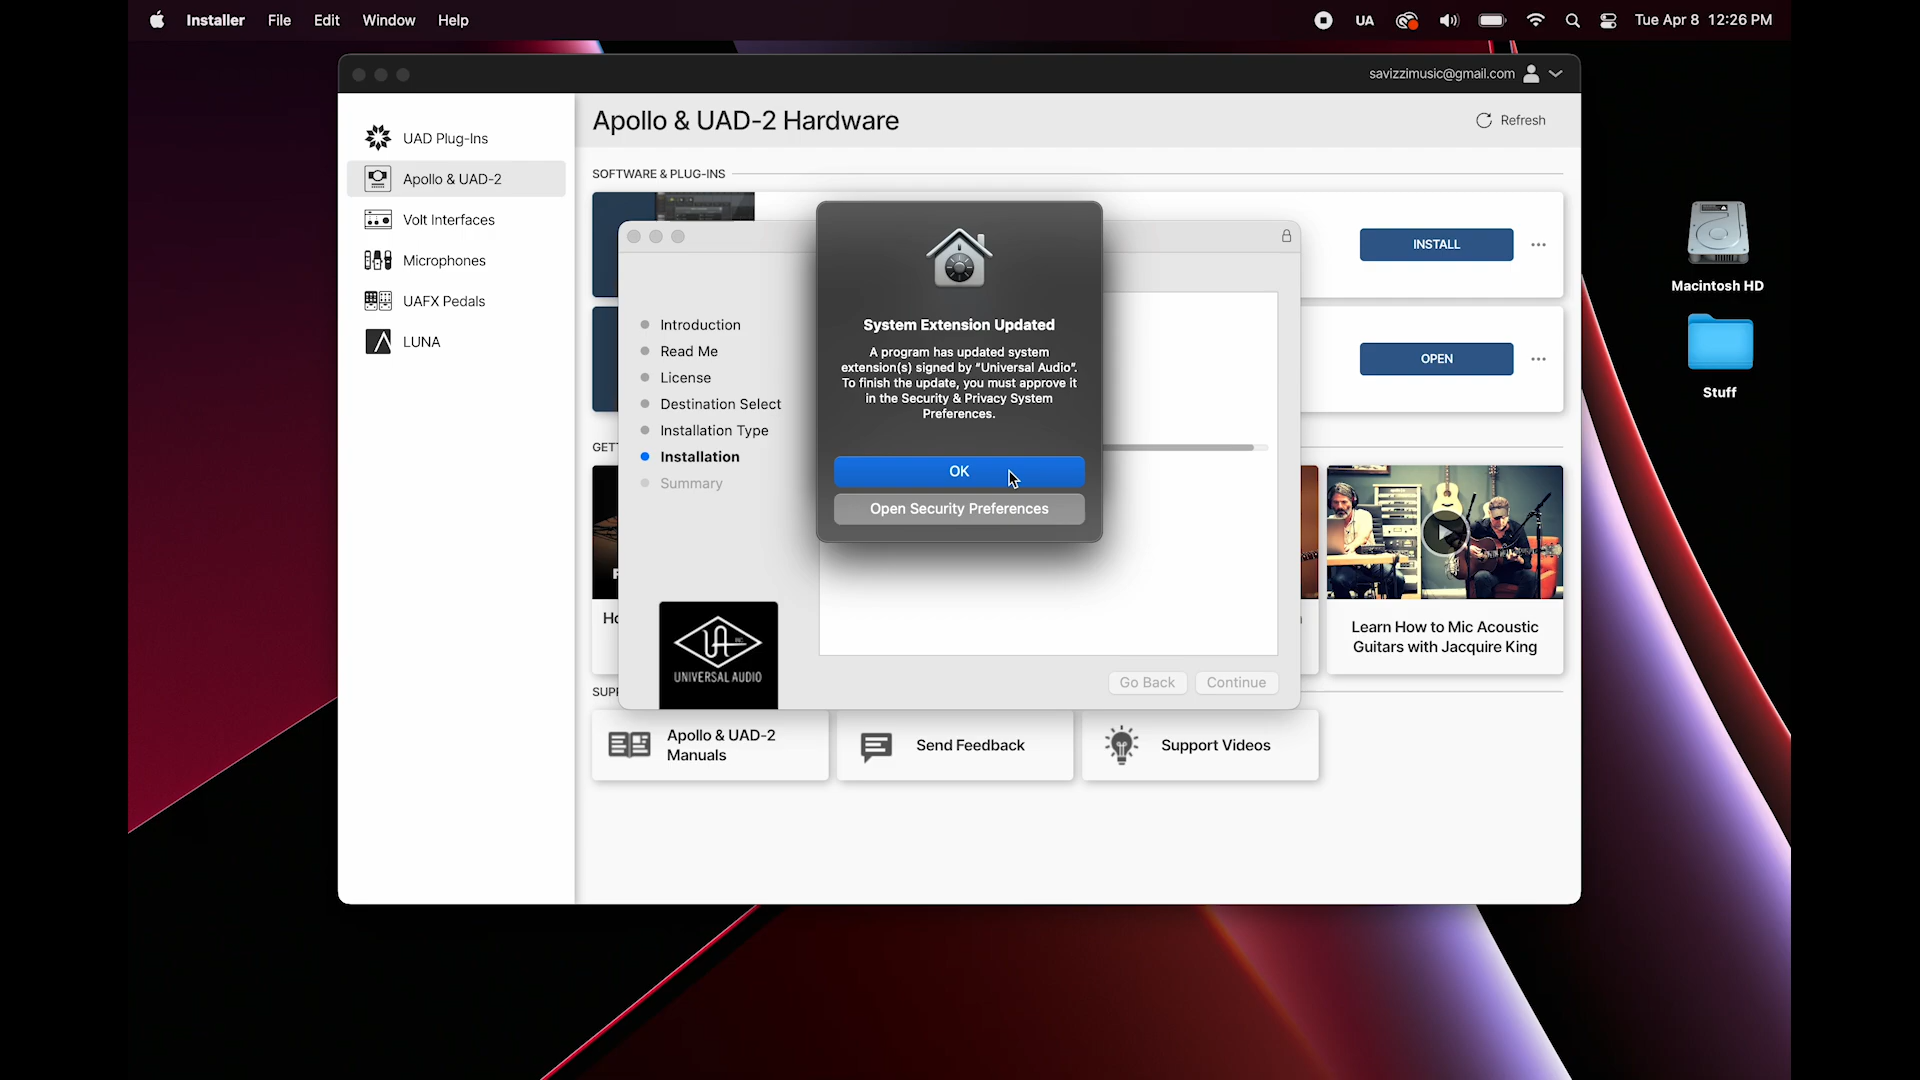 Installer File Edit Window Help
UA
Tue Apr 8 12:26 PM
savizzimusic@gmail.com
UAD Plug-Ins
Apollo & UAD-2
Volt Interfaces
Microphones
UAFX Pedals
LUNA
Apollo & UAD-2 Hardware
Refresh
SOFTWARE & PLUG-INS
INSTALL
OPEN
GET
Introduction
Read Me
License
Destination Select
Installation Type
Installation
Summary
UNIVERSAL AUDIO
System Extension Updated
A program has updated system
extension(s) signed by "Universal Audio".
To finish the update, you must approve it
in the Security & Privacy System
Preferences.
OK
Open Security Preferences
Go Back
Continue
Ho
Learn How to Mic Acoustic
Guitars with Jacquire King
SUPP
Apollo & UAD-2
Manuals
Send Feedback
Support Videos
Macintosh HD
Stuff